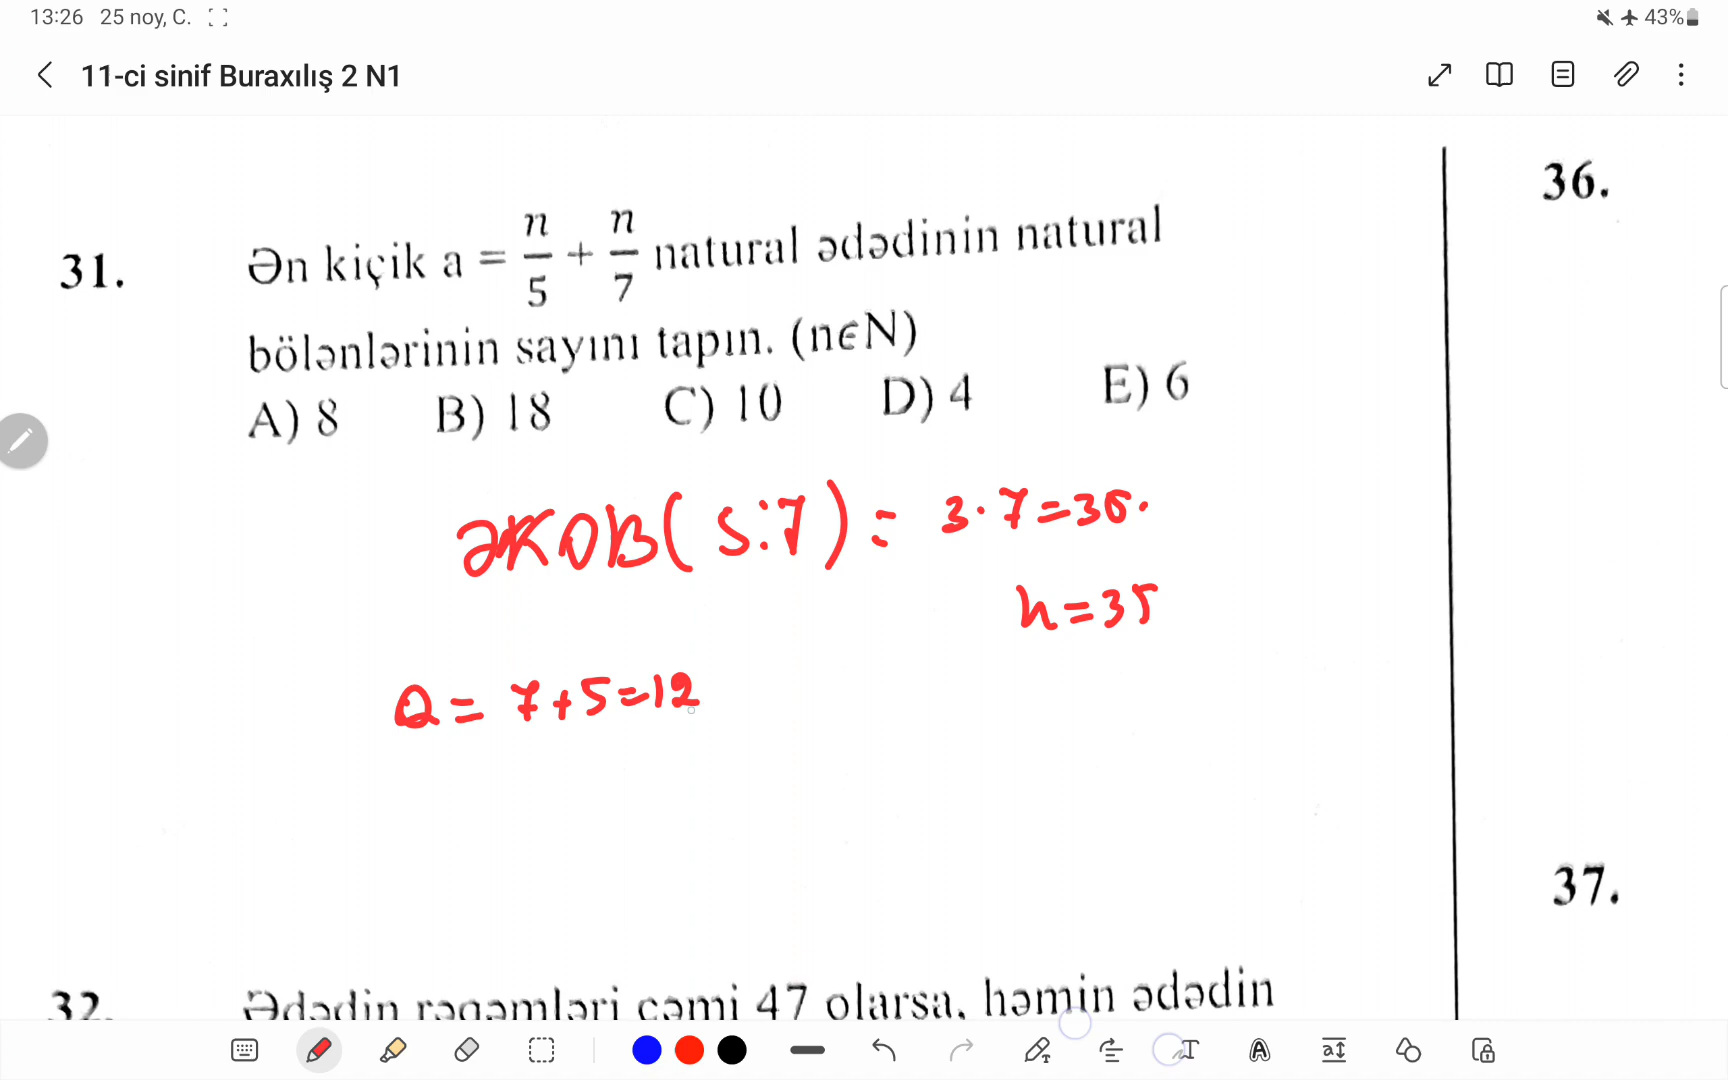 13:26 25 noy, C.
43%
11-ci sinif Buraxılış 2 N1
31. Ən kiçik a = n/5 + n/7 natural ədədinin natural
bölənlərinin sayını tapın. (nєN)
A) 8 B) 18 C) 10 D) 4 E) 6
ƏKOB( 5:7) = 3·7=35·
n=35
a = 7+5=12
32. Ədədin rəqəmləri cəmi 47 olarsa, həmin ədədin
36.
37.